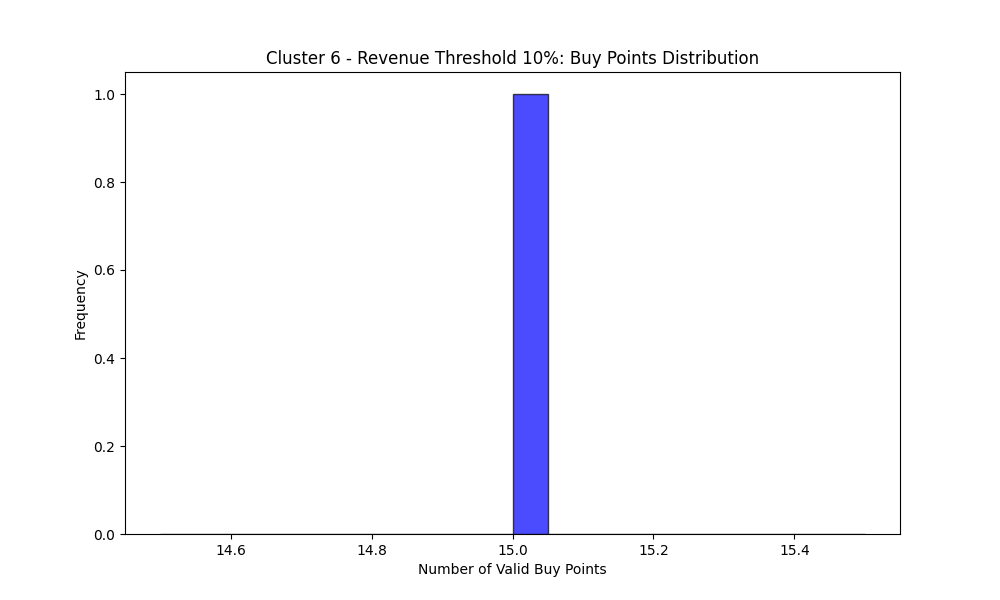 Cluster 6 - Revenue Threshold 10%: Buy Points Distribution
1.0
0.8
0.6
0.4
0.2
0.0
Frequency
14.6 14.8 15.0 15.2 15.4
Number of Valid Buy Points